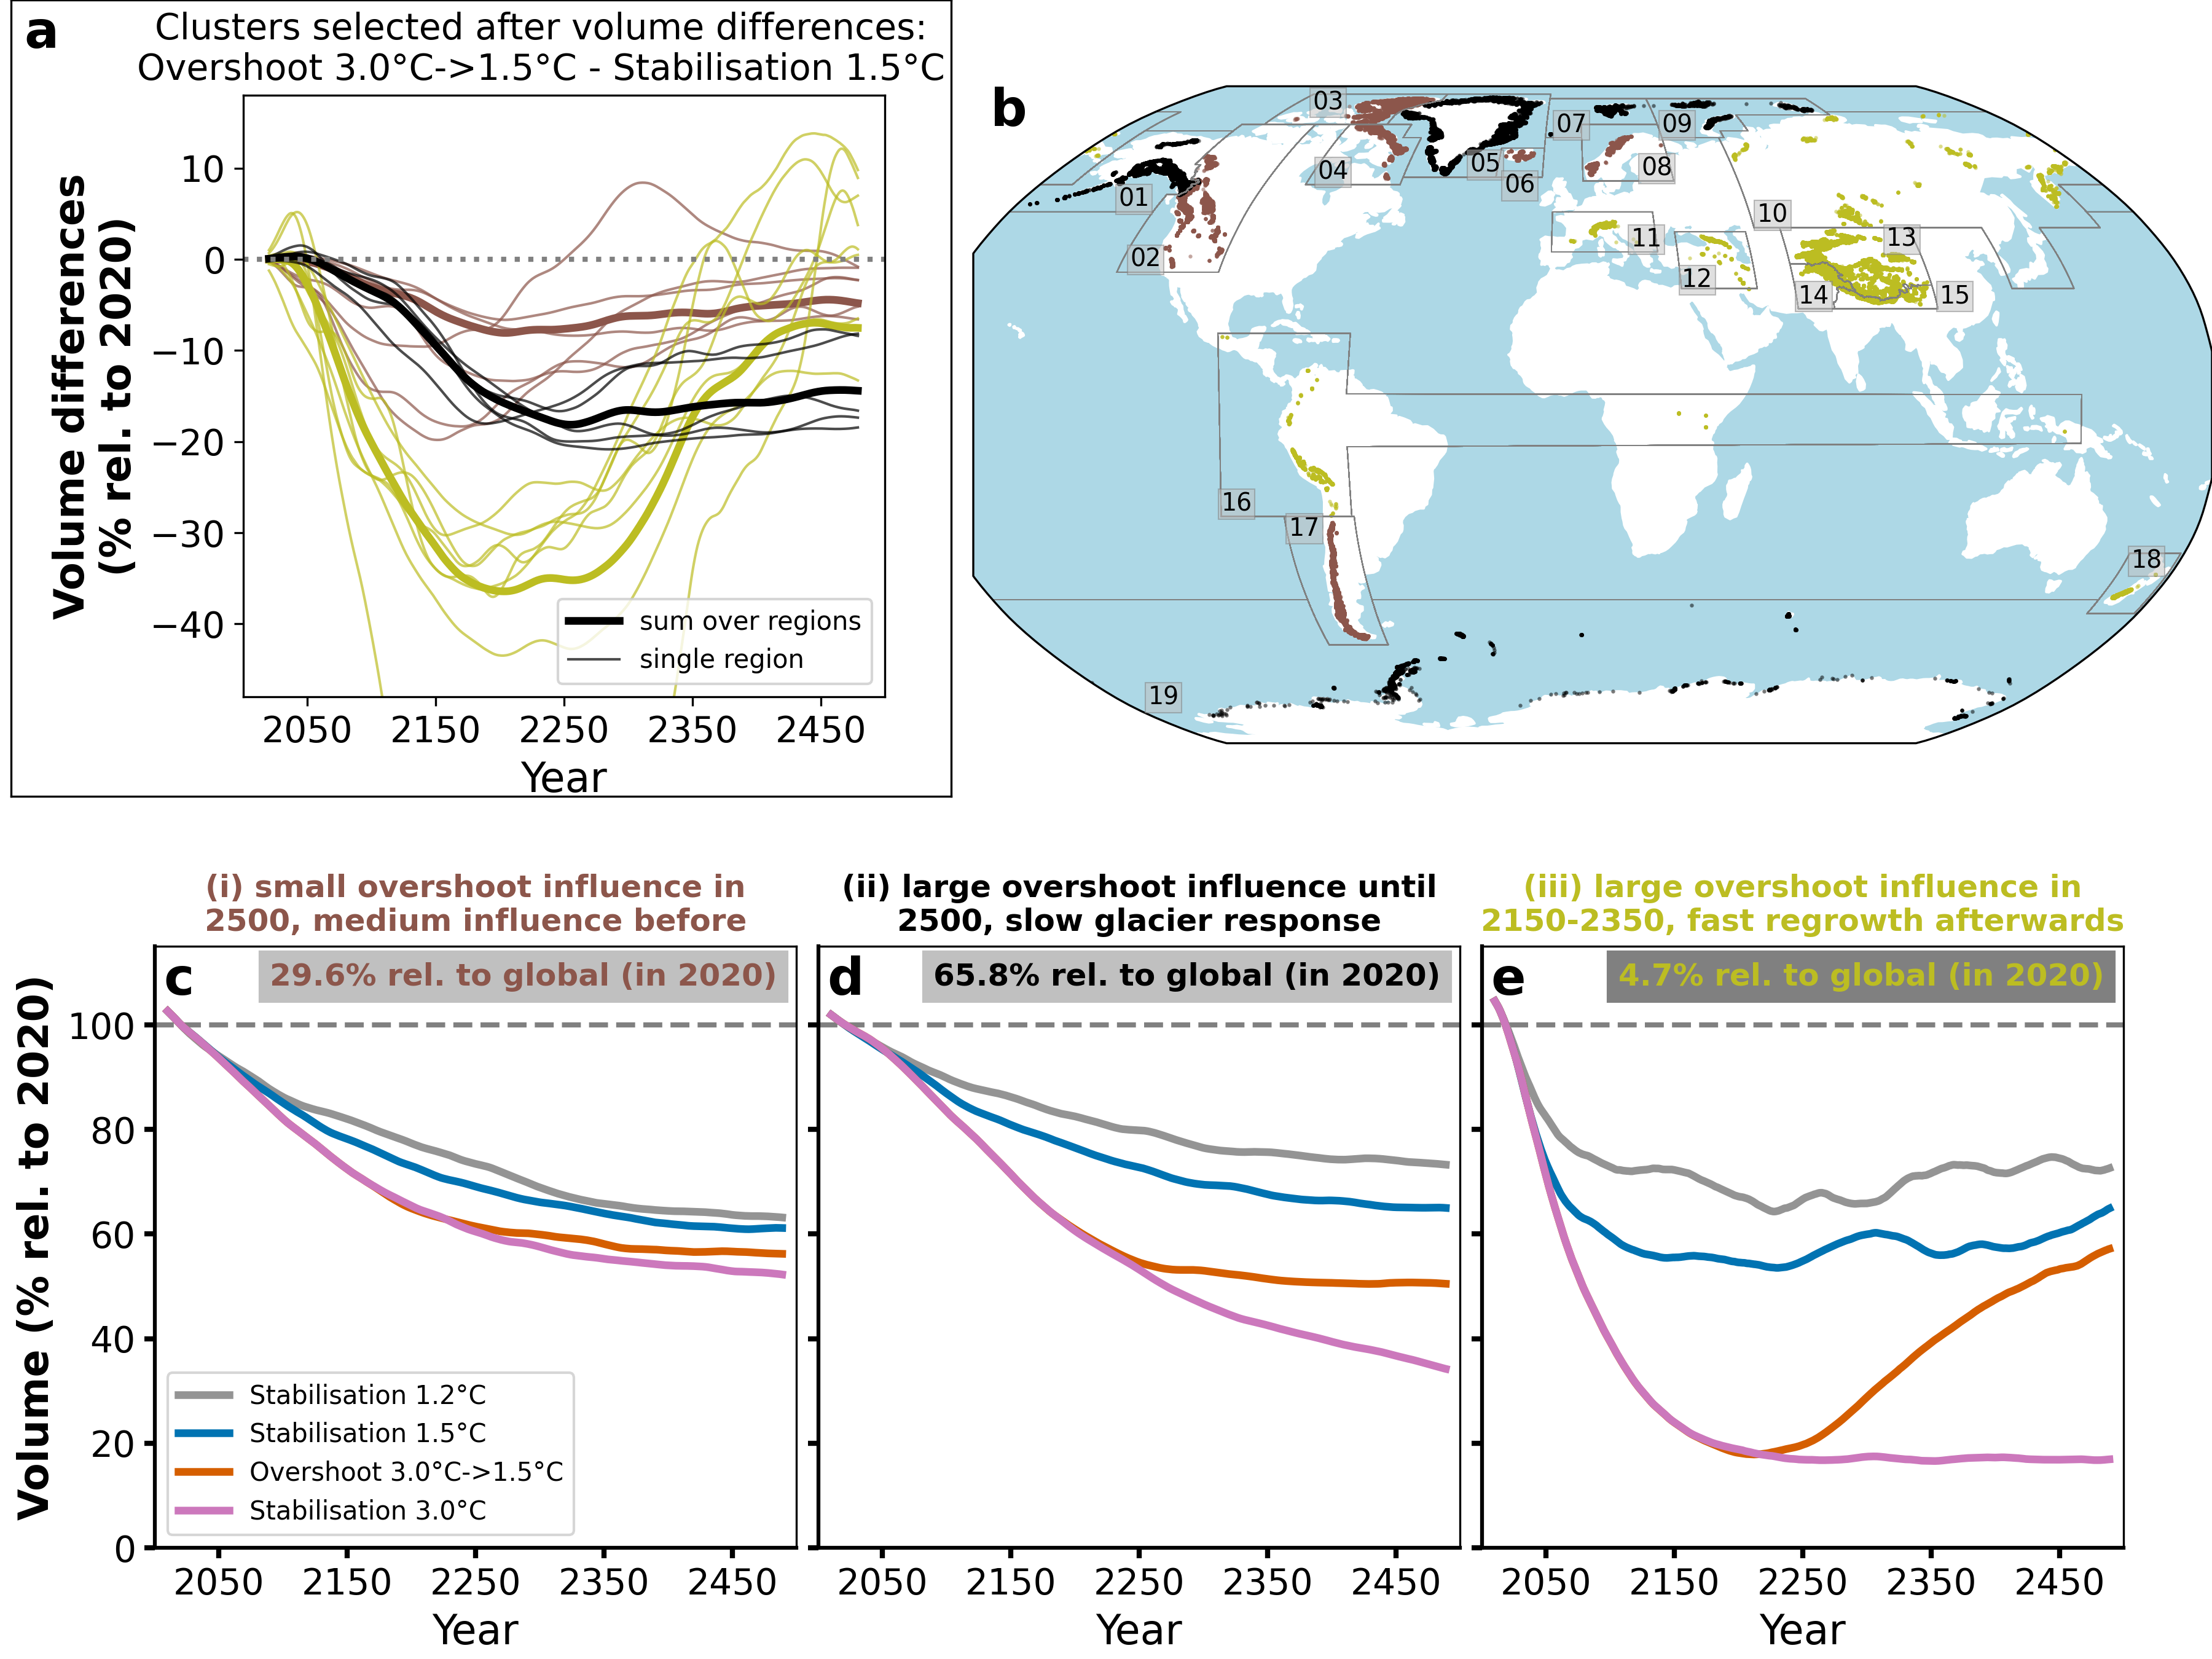 a
Clusters selected after volume differences:
Overshoot 3.0°C->1.5°C - Stabilisation 1.5°C
Volume differences
(% rel. to 2020)
10
0
−10
−20
−30
−40
sum over regions
single region
2050 2150 2250 2350 2450
Year
b
03
07
09
04
05
08
06
01
10
11
13
02
12
14
15
16
17
18
19
(i) small overshoot influence in
2500, medium influence before
(ii) large overshoot influence until
2500, slow glacier response
(iii) large overshoot influence in
2150-2350, fast regrowth afterwards
Volume (% rel. to 2020)
c
29.6% rel. to global (in 2020)
100
80
60
40
20
0
Stabilisation 1.2°C
Stabilisation 1.5°C
Overshoot 3.0°C->1.5°C
Stabilisation 3.0°C
2050 2150 2250 2350 2450
Year
d
65.8% rel. to global (in 2020)
2050 2150 2250 2350 2450
Year
e
4.7% rel. to global (in 2020)
2050 2150 2250 2350 2450
Year